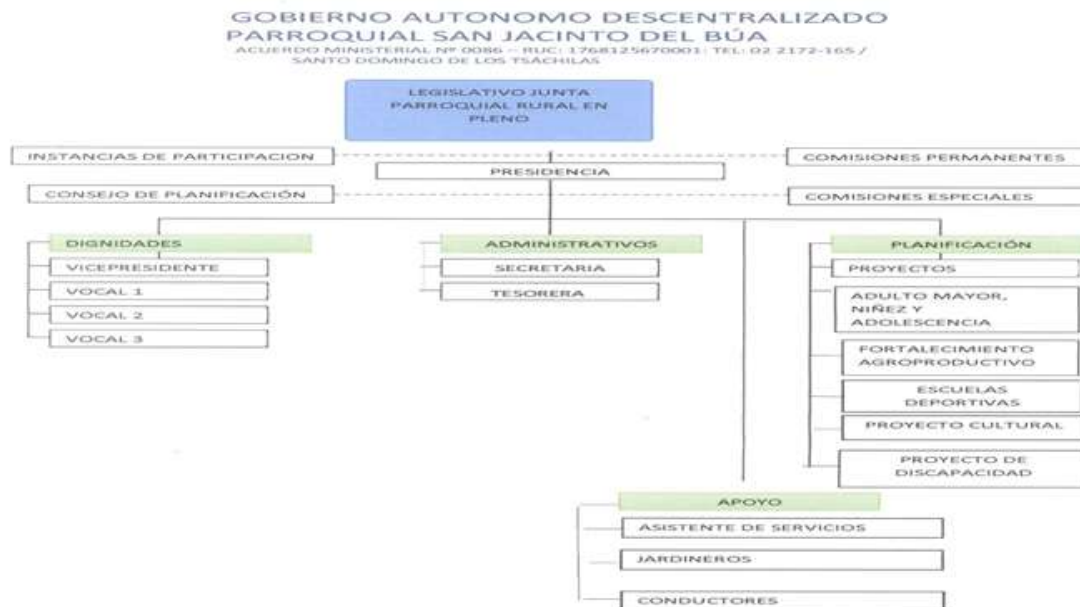 GOBIERNO AUTONOMO DESCENTRALIZADO
PARROQUIAL SAN JACINTO DEL BÚA
ACUERDO MINISTERIAL Nº 0086 – RUC: 1768125670001: TEL: 02 2172-165 /
SANTO DOMINGO DE LOS TSÁCHILAS
LEGISLATIVO JUNTA
PARROQUIAL RURAL EN
PLENO
INSTANCIAS DE PARTICIPACION
COMISIONES PERMANENTES
PRESIDENCIA
CONSEJO DE PLANIFICACIÓN
COMISIONES ESPECIALES
DIGNIDADES
VICEPRESIDENTE
VOCAL 1
VOCAL 2
VOCAL 3
ADMINISTRATIVOS
SECRETARIA
TESORERA
PLANIFICACIÓN
PROYECTOS
ADULTO MAYOR,
NIÑEZ Y
ADOLESCENCIA
FORTALECIMIENTO
AGROPRODUCTIVO
ESCUELAS
DEPORTIVAS
PROYECTO CULTURAL
PROYECTO DE
DISCAPACIDAD
APOYO
ASISTENTE DE SERVICIOS
JARDINEROS
CONDUCTORES